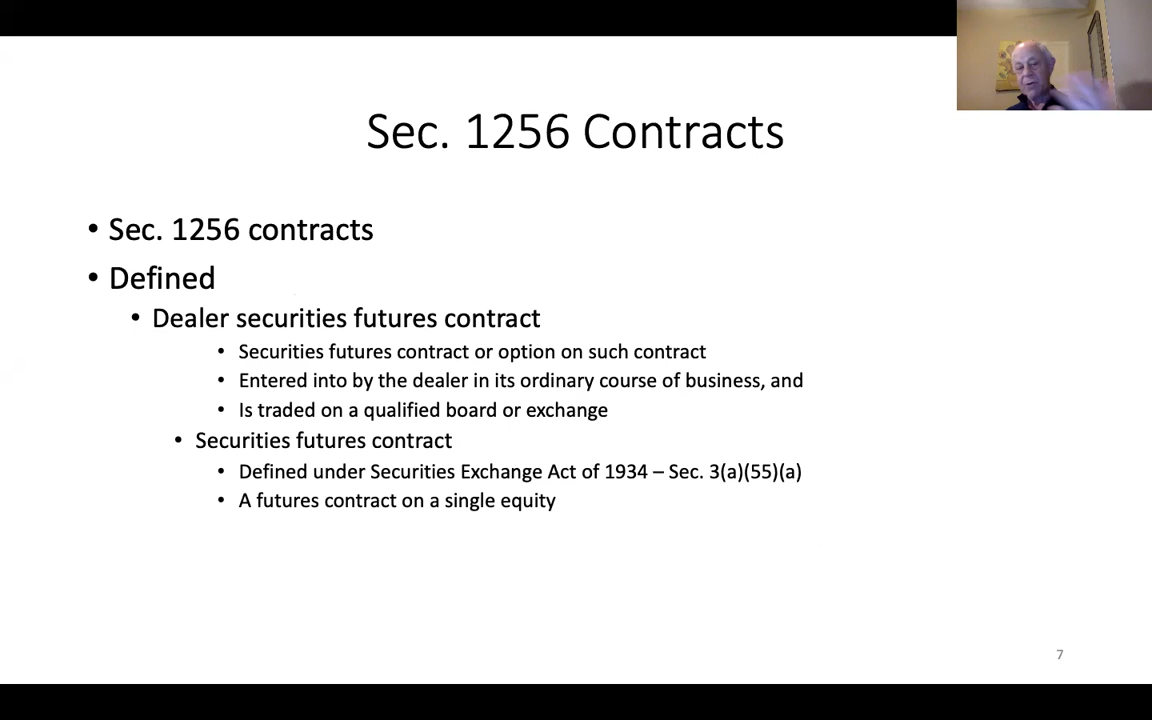 Sec. 1256 Contracts
• Sec. 1256 contracts
• Defined
• Dealer securities futures contract
• Securities futures contract or option on such contract
• Entered into by the dealer in its ordinary course of business, and
• Is traded on a qualified board or exchange
• Securities futures contract
• Defined under Securities Exchange Act of 1934 – Sec. 3(a)(55)(a)
• A futures contract on a single equity
7